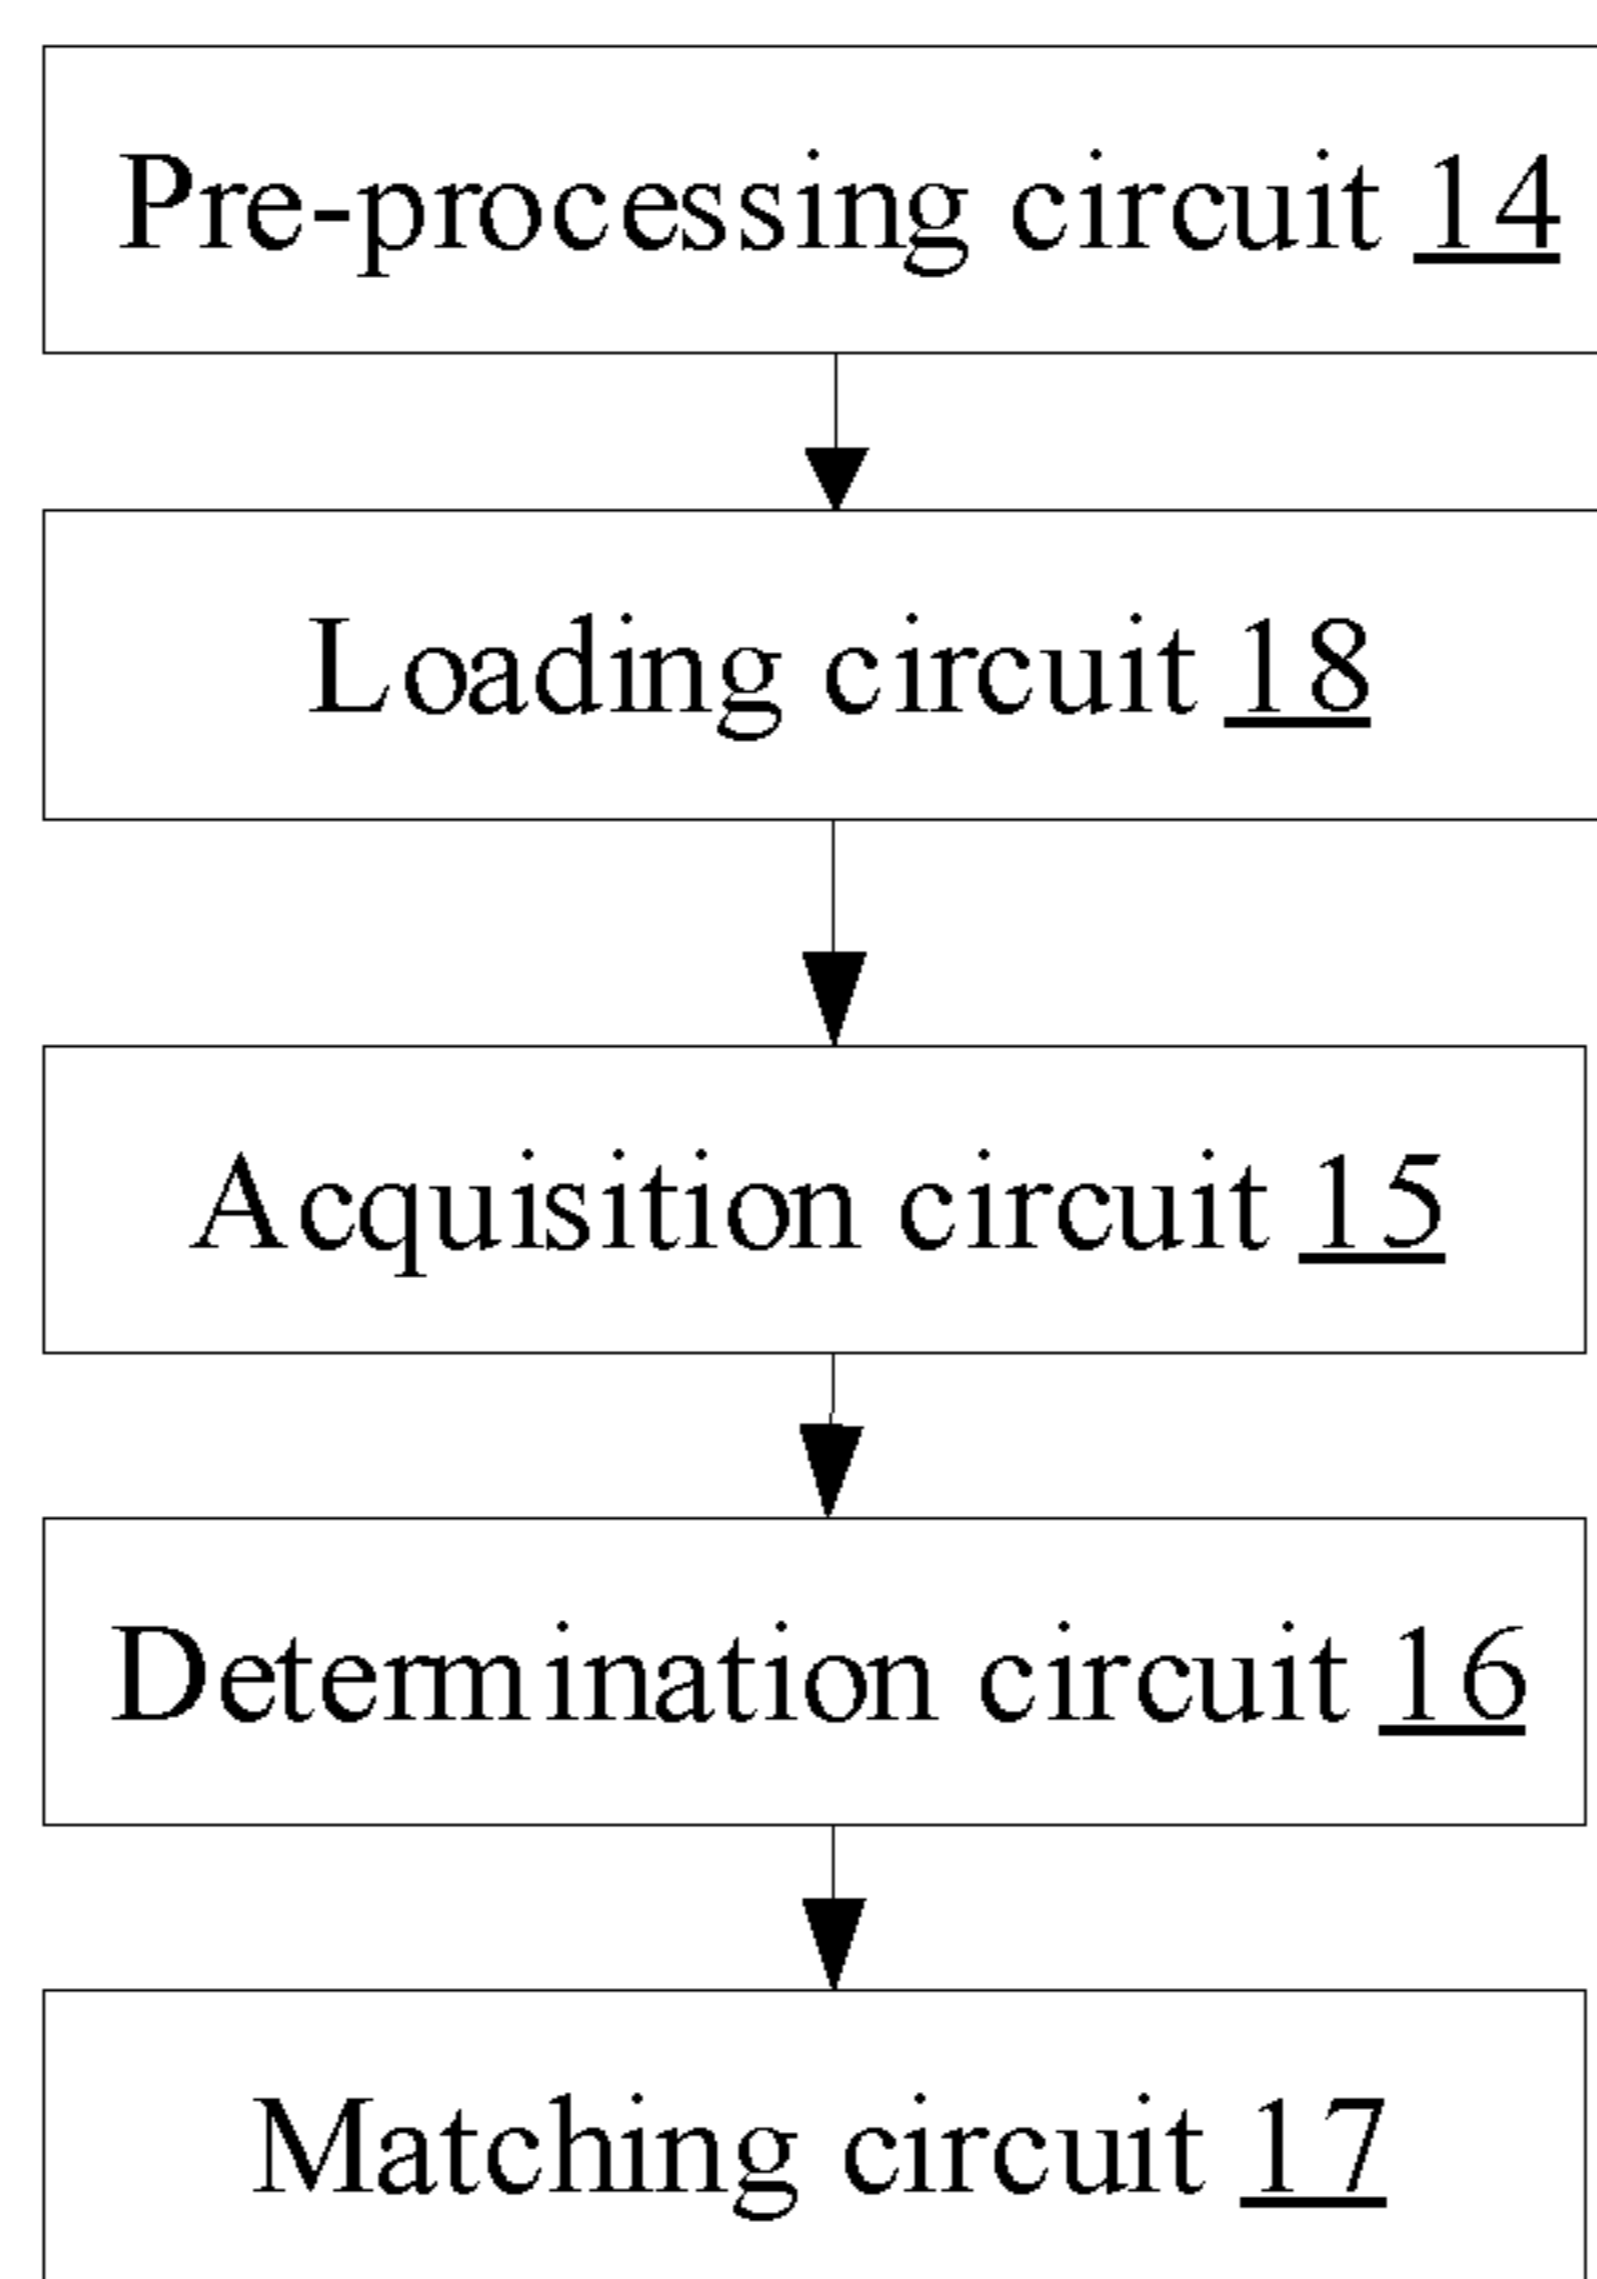 Pre-processing circuit 14
Loading circuit 18
Acquisition circuit 15
Determination circuit 16
Matching circuit 17